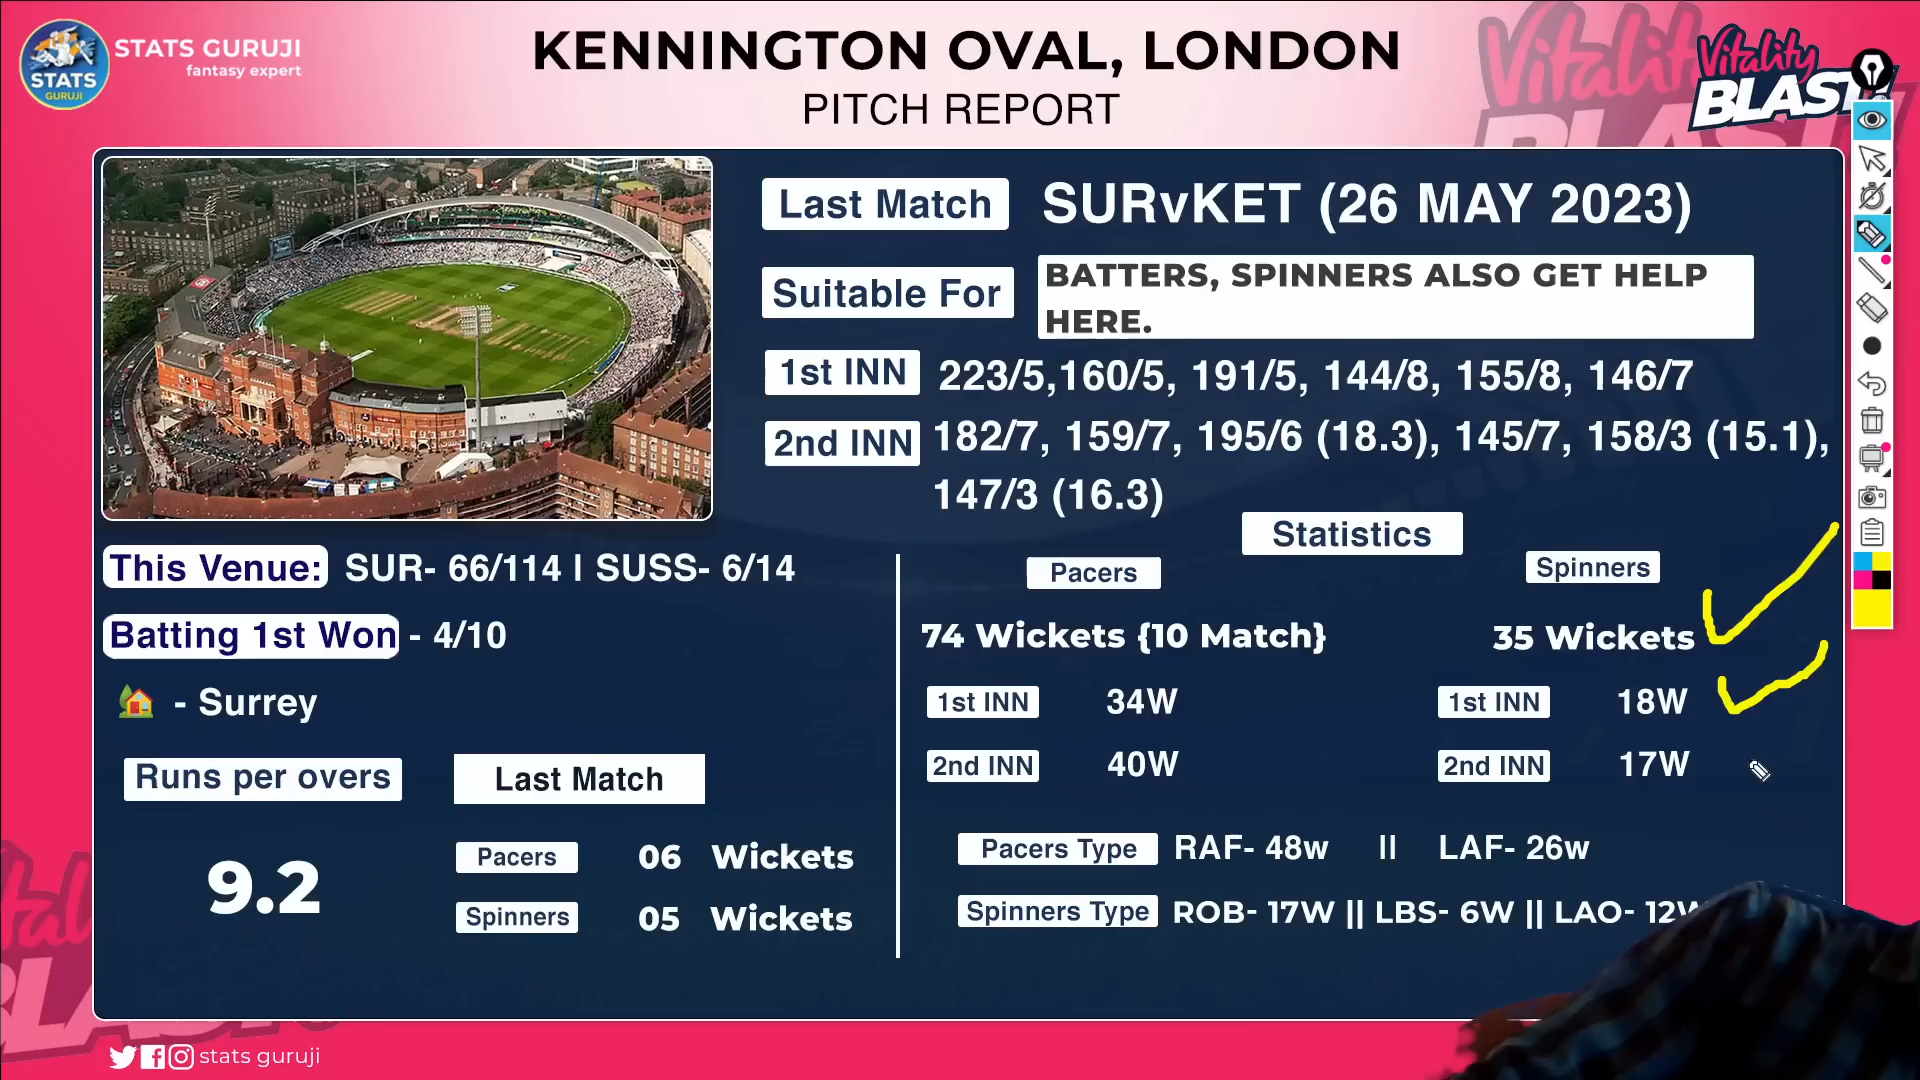 STATS GURUJI
fantasy expert
STATS
GURUJI
KENNINGTON OVAL, LONDON
PITCH REPORT
Vitality
BLAST
Last Match SURvKET (26 MAY 2023)
Suitable For BATTERS, SPINNERS ALSO GET HELP
HERE.
1st INN 223/5,160/5, 191/5, 144/8, 155/8, 146/7
2nd INN 182/7, 159/7, 195/6 (18.3), 145/7, 158/3 (15.1),
147/3 (16.3)
This Venue: SUR- 66/114 | SUSS- 6/14
Batting 1st Won - 4/10
- Surrey
Runs per overs
9.2
Last Match
Pacers 06 Wickets
Spinners 05 Wickets
Statistics
Pacers
74 Wickets {10 Match}
1st INN 34W
2nd INN 40W
Spinners
35 Wickets
1st INN 18W
2nd INN 17W
Pacers Type RAF- 48w || LAF- 26w
Spinners Type ROB- 17W || LBS- 6W || LAO- 12W
stats guruji